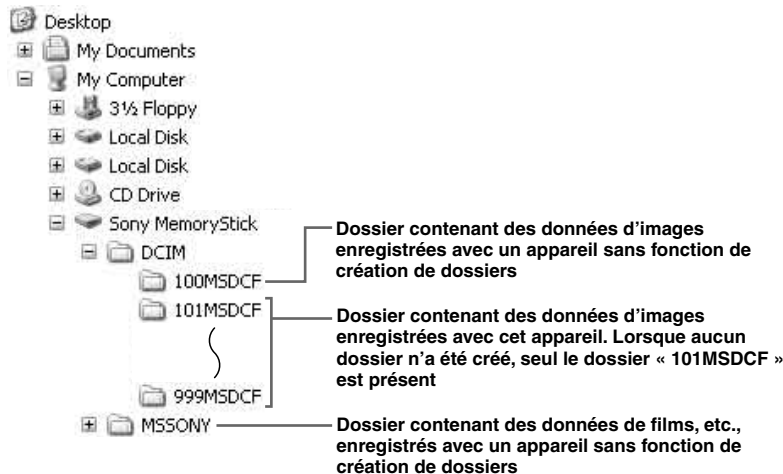 Desktop
My Documents
My Computer
3½ Floppy
Local Disk
Local Disk
CD Drive
Sony MemoryStick
DCIM
100MSDCF
101MSDCF
999MSDCF
MSSONY
Dossier contenant des données d’images
enregistrées avec un appareil sans fonction de
création de dossiers
Dossier contenant des données d’images
enregistrées avec cet appareil. Lorsque aucun
dossier n’a été créé, seul le dossier « 101MSDCF »
est présent
Dossier contenant des données de films, etc.,
enregistrés avec un appareil sans fonction de
création de dossiers